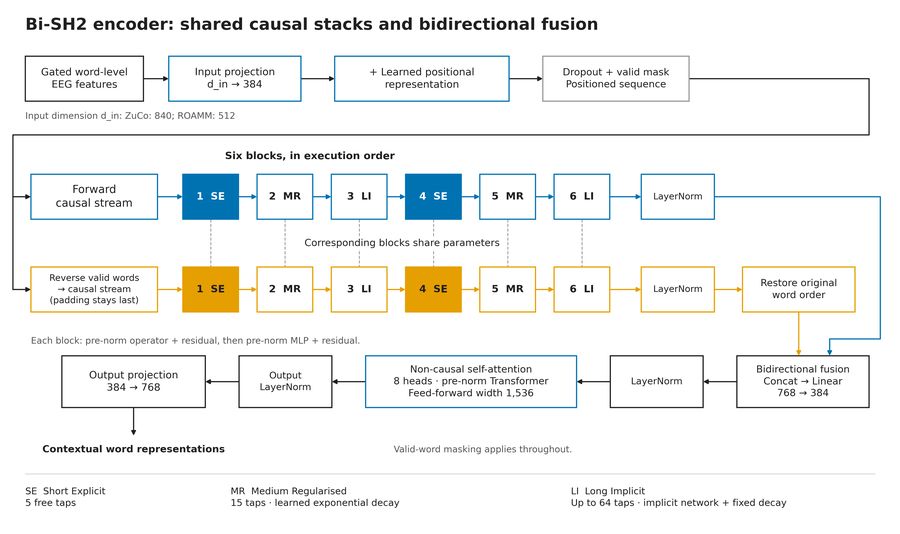 Bi-SH2 encoder: shared causal stacks and bidirectional fusion
Gated word-level
EEG features
Input projection
d_in → 384
+ Learned positional
representation
Dropout + valid mask
Positioned sequence
Input dimension d_in: ZuCo: 840; ROAMM: 512
Six blocks, in execution order
Forward
causal stream
1 SE
2 MR
3 LI
4 SE
5 MR
6 LI
LayerNorm
Corresponding blocks share parameters
Reverse valid words
→ causal stream
(padding stays last)
1 SE
2 MR
3 LI
4 SE
5 MR
6 LI
LayerNorm
Restore original
word order
Each block: pre-norm operator + residual, then pre-norm MLP + residual.
Output projection
384 → 768
Output
LayerNorm
Non-causal self-attention
8 heads · pre-norm Transformer
Feed-forward width 1,536
LayerNorm
Bidirectional fusion
Concat → Linear
768 → 384
Contextual word representations
Valid-word masking applies throughout.
SE Short Explicit
5 free taps
MR Medium Regularised
15 taps · learned exponential decay
LI Long Implicit
Up to 64 taps · implicit network + fixed decay